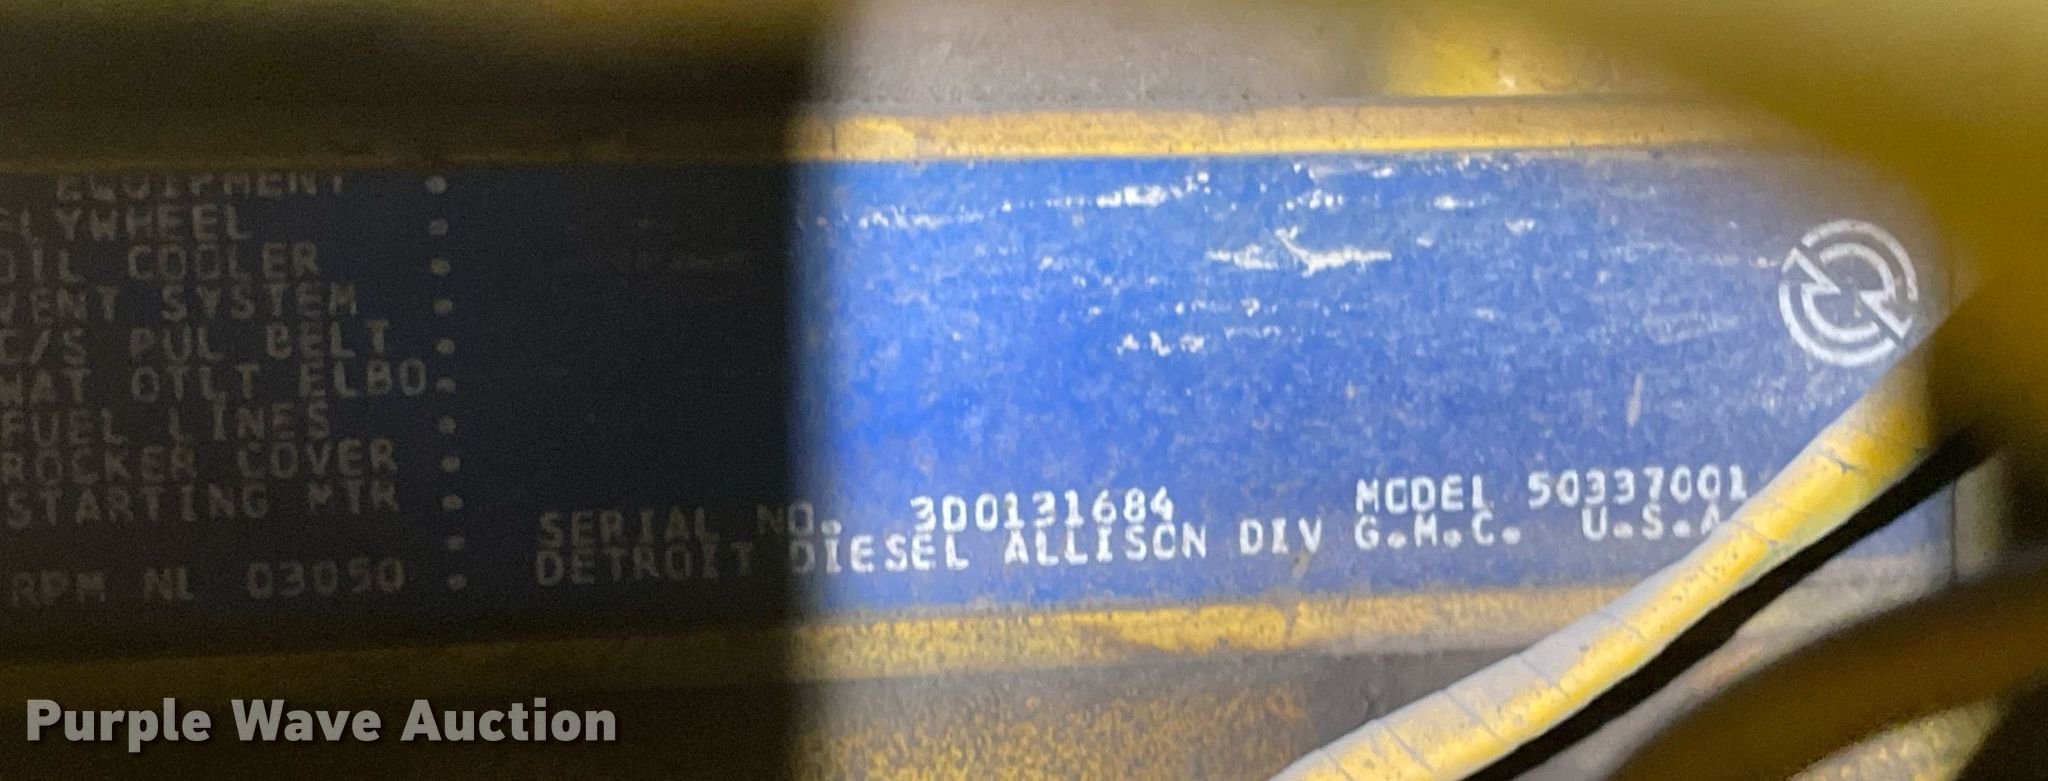 EQUIPMENT
FLYWHEEL
OIL COOLER
VENT SYSTEM
C/S PUL BELT
WAT OTLT ELBO
FUEL LINES
ROCKER COVER
STARTING MTR
RPM NL 03050
SERIAL NO. 3D0131684 MODEL 50337001
DETROIT DIESEL ALLISON DIV G.M.C. U.S.A
Purple Wave Auction